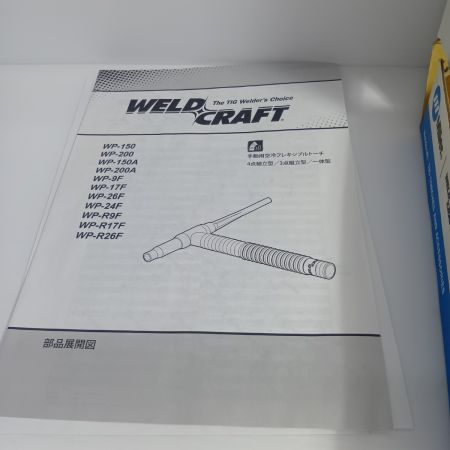 WELD CRAFT
The TIG Welder's Choice
WP-150
WP-200
WP-150A
WP-200A
WP-9F
WP-17F
WP-26F
WP-24F
WP-R9F
WP-R17F
WP-R26F
手動用空冷フレキシブルトーチ
4点組立型／3点組立型／一体型
部品展開図